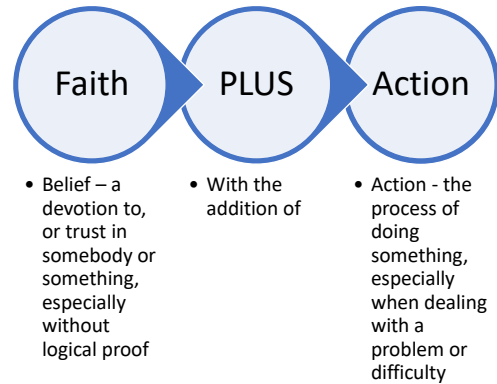 Faith
PLUS
Action
• Belief – a
devotion to,
or trust in
somebody or
something,
especially
without
logical proof
• With the
addition of
• Action - the
process of
doing
something,
especially
when dealing
with a
problem or
difficulty